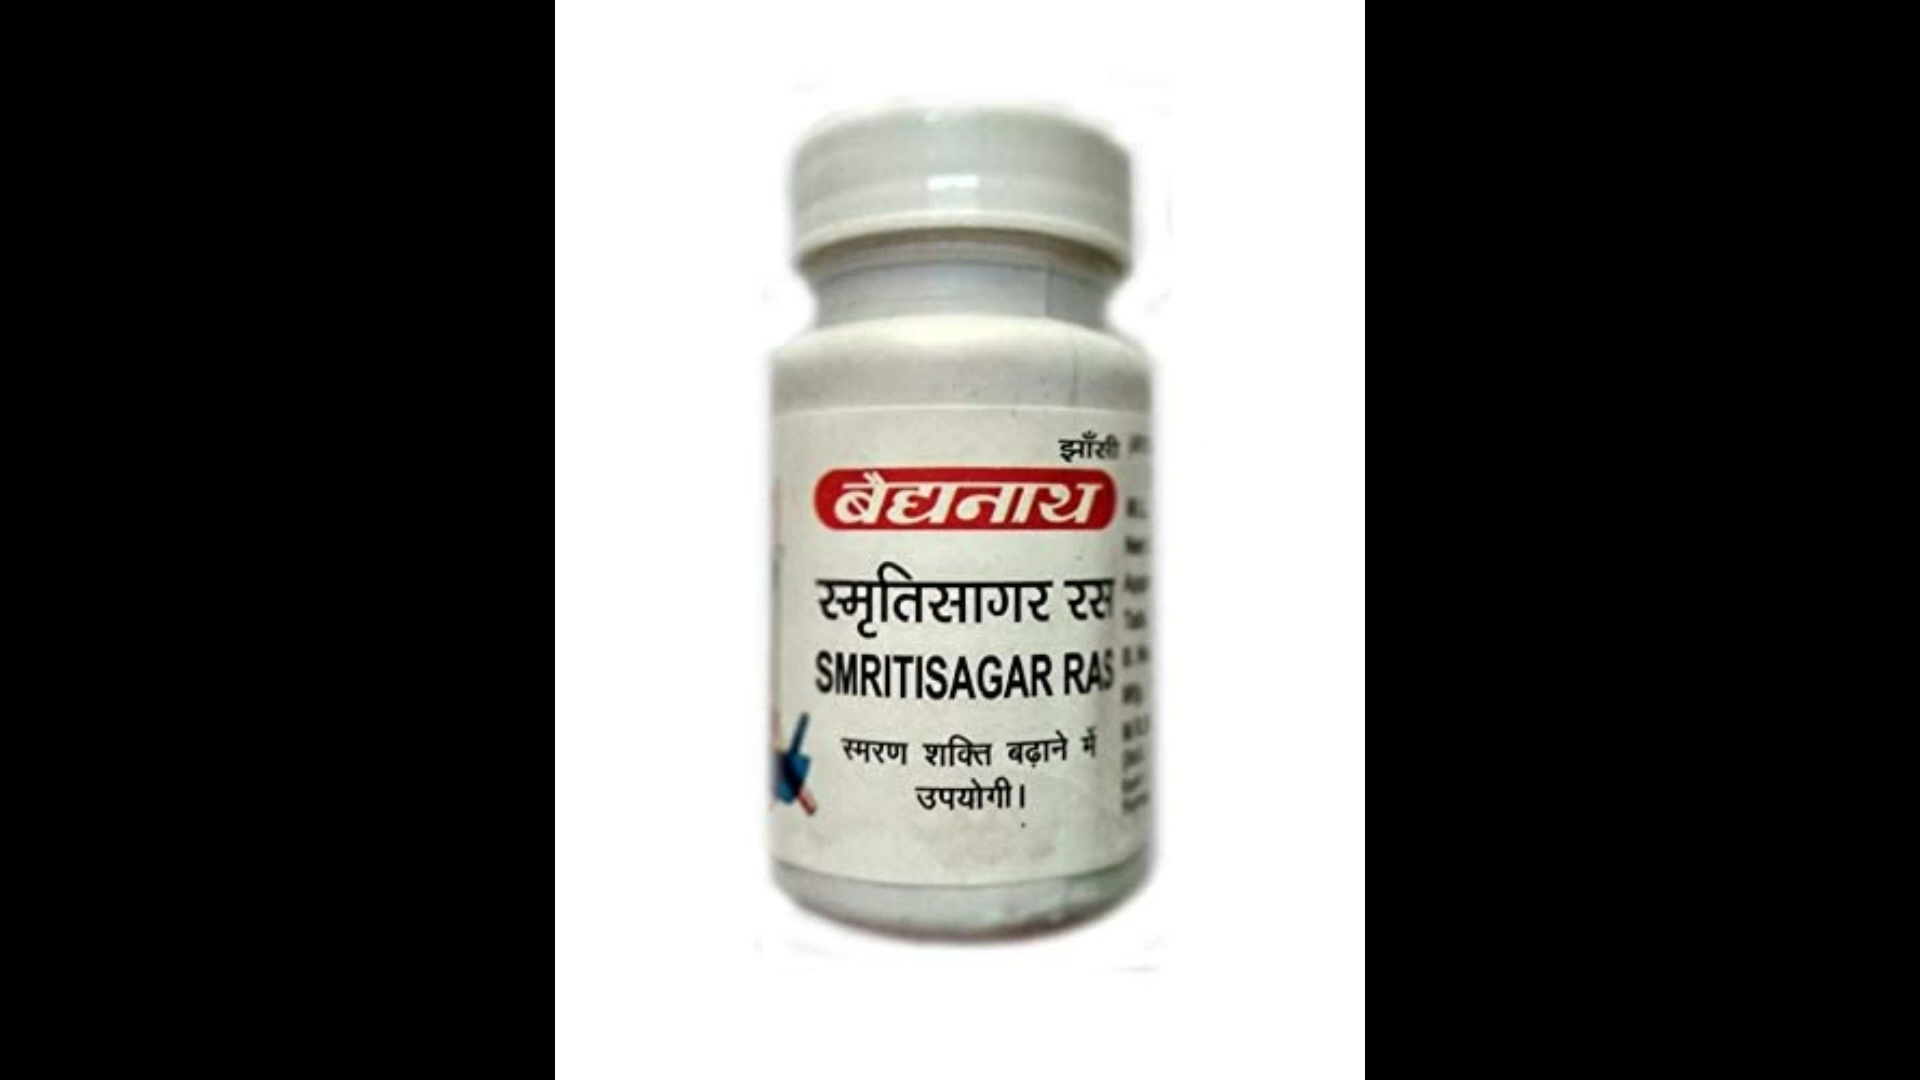 झाँसी
बैद्यनाथ
स्मृतिसागर रस
SMRITISAGAR RAS
स्मरण शक्ति बढ़ाने में
उपयोगी।